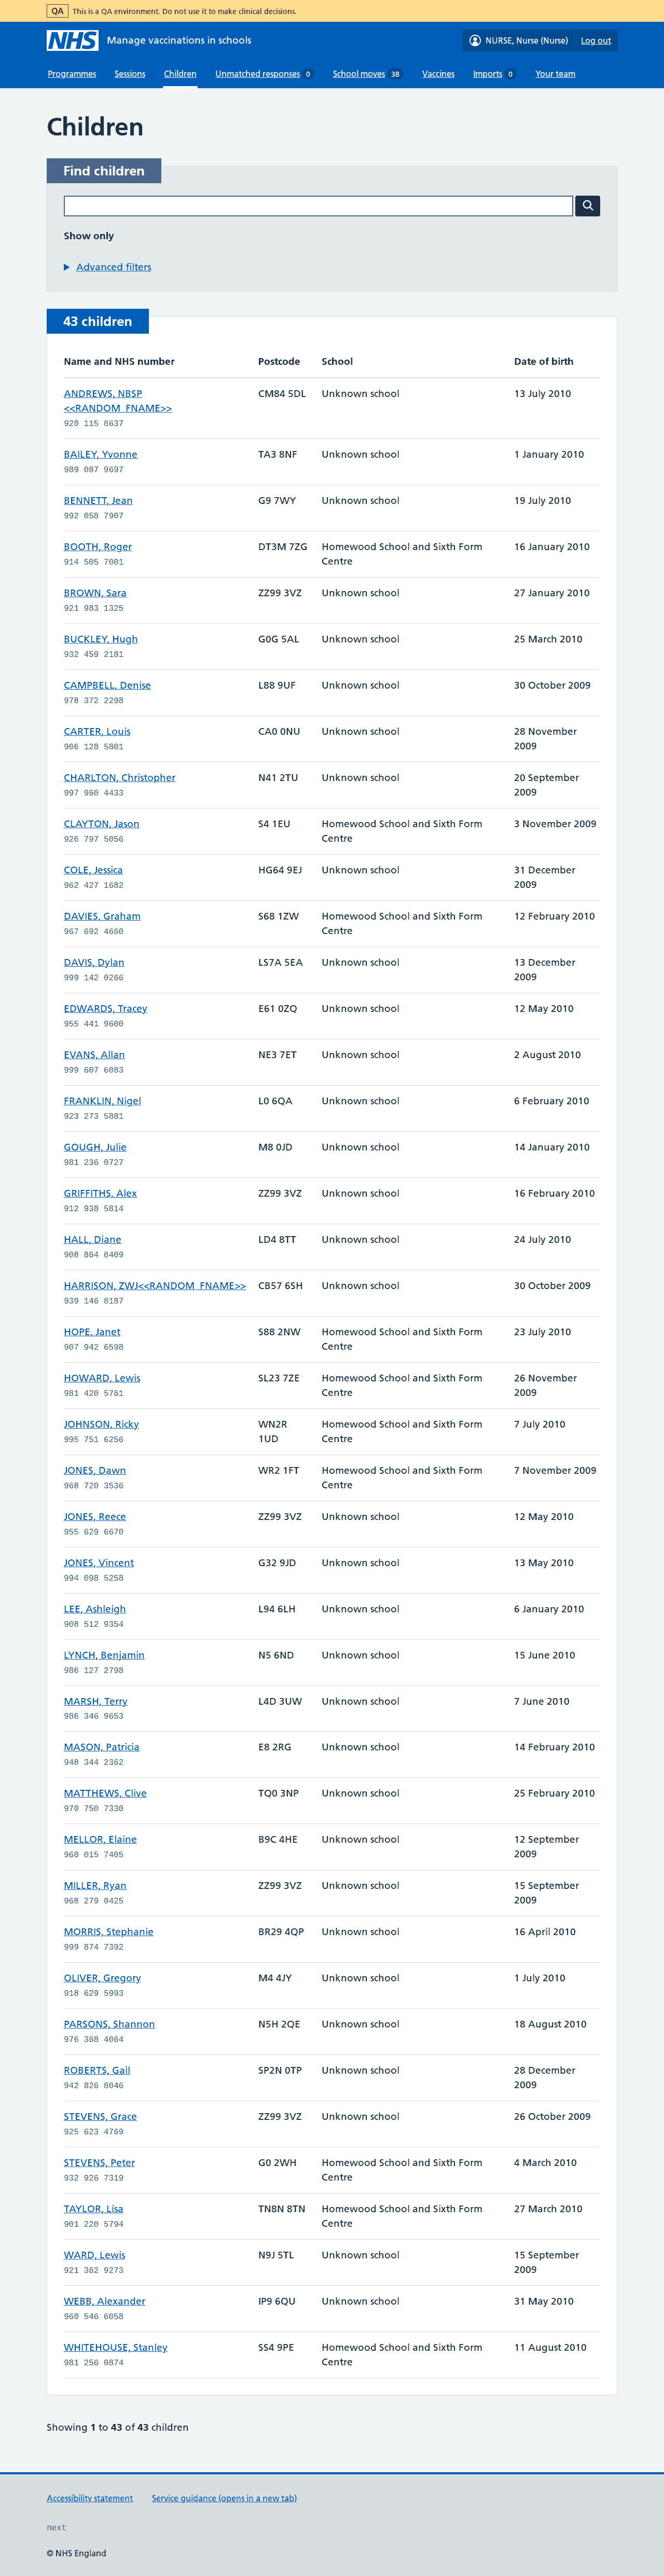 QA This is a QA environment. Do not use it to make clinical decisions.
NHS Manage vaccinations in schools NURSE, Nurse (Nurse) Log out
Programmes Sessions Children Unmatched responses 0 School moves 38 Vaccines Imports 0 Your team
Children
Find children
Show only
Advanced filters
43 children
Name and NHS number Postcode School Date of birth
ANDREWS, NBSP CM84 5DL Unknown school 13 July 2010
<<RANDOM_FNAME>>
920 115 8637
BAILEY, Yvonne TA3 8NF Unknown school 1 January 2010
989 087 9697
BENNETT, Jean G9 7WY Unknown school 19 July 2010
992 058 7907
BOOTH, Roger DT3M 7ZG Homewood School and Sixth Form 16 January 2010
914 505 7001 Centre
BROWN, Sara ZZ99 3VZ Unknown school 27 January 2010
921 983 1325
BUCKLEY, Hugh G0G 5AL Unknown school 25 March 2010
932 459 2181
CAMPBELL, Denise L88 9UF Unknown school 30 October 2009
978 372 2298
CARTER, Louis CA0 0NU Unknown school 28 November
906 128 5801 2009
CHARLTON, Christopher N41 2TU Unknown school 20 September
997 960 4433 2009
CLAYTON, Jason S4 1EU Homewood School and Sixth Form 3 November 2009
926 797 5056 Centre
COLE, Jessica HG64 9EJ Unknown school 31 December
962 427 1682 2009
DAVIES, Graham S68 1ZW Homewood School and Sixth Form 12 February 2010
967 692 4660 Centre
DAVIS, Dylan LS7A 5EA Unknown school 13 December
999 142 0266 2009
EDWARDS, Tracey E61 0ZQ Unknown school 12 May 2010
955 441 9600
EVANS, Allan NE3 7ET Unknown school 2 August 2010
999 607 6083
FRANKLIN, Nigel L0 6QA Unknown school 6 February 2010
923 273 5881
GOUGH, Julie M8 0JD Unknown school 14 January 2010
981 236 0727
GRIFFITHS, Alex ZZ99 3VZ Unknown school 16 February 2010
912 938 5814
HALL, Diane LD4 8TT Unknown school 24 July 2010
908 864 8409
HARRISON, ZWJ<<RANDOM_FNAME>> CB57 6SH Unknown school 30 October 2009
939 146 8187
HOPE, Janet S88 2NW Homewood School and Sixth Form 23 July 2010
907 942 6598 Centre
HOWARD, Lewis SL23 7ZE Homewood School and Sixth Form 26 November
981 420 5761 Centre 2009
JOHNSON, Ricky WN2R Homewood School and Sixth Form 7 July 2010
995 751 6256 1UD Centre
JONES, Dawn WR2 1FT Homewood School and Sixth Form 7 November 2009
968 720 3536 Centre
JONES, Reece ZZ99 3VZ Unknown school 12 May 2010
955 629 6670
JONES, Vincent G32 9JD Unknown school 13 May 2010
994 098 5258
LEE, Ashleigh L94 6LH Unknown school 6 January 2010
908 512 9354
LYNCH, Benjamin N5 6ND Unknown school 15 June 2010
986 127 2798
MARSH, Terry L4D 3UW Unknown school 7 June 2010
986 346 9653
MASON, Patricia E8 2RG Unknown school 14 February 2010
948 344 2362
MATTHEWS, Clive TQ0 3NP Unknown school 25 February 2010
970 750 7330
MELLOR, Elaine B9C 4HE Unknown school 12 September
960 015 7405 2009
MILLER, Ryan ZZ99 3VZ Unknown school 15 September
968 279 0425 2009
MORRIS, Stephanie BR29 4QP Unknown school 16 April 2010
999 874 7392
OLIVER, Gregory M4 4JY Unknown school 1 July 2010
918 629 5993
PARSONS, Shannon N5H 2QE Unknown school 18 August 2010
976 368 4064
ROBERTS, Gail SP2N 0TP Unknown school 28 December
942 826 8046 2009
STEVENS, Grace ZZ99 3VZ Unknown school 26 October 2009
925 623 4769
STEVENS, Peter G0 2WH Homewood School and Sixth Form 4 March 2010
932 926 7319 Centre
TAYLOR, Lisa TN8N 8TN Homewood School and Sixth Form 27 March 2010
901 220 5794 Centre
WARD, Lewis N9J 5TL Unknown school 15 September
921 362 9273 2009
WEBB, Alexander IP9 6QU Unknown school 31 May 2010
960 546 6058
WHITEHOUSE, Stanley SS4 9PE Homewood School and Sixth Form 11 August 2010
981 256 0874 Centre
Showing 1 to 43 of 43 children
Accessibility statement Service guidance (opens in a new tab)
next
© NHS England